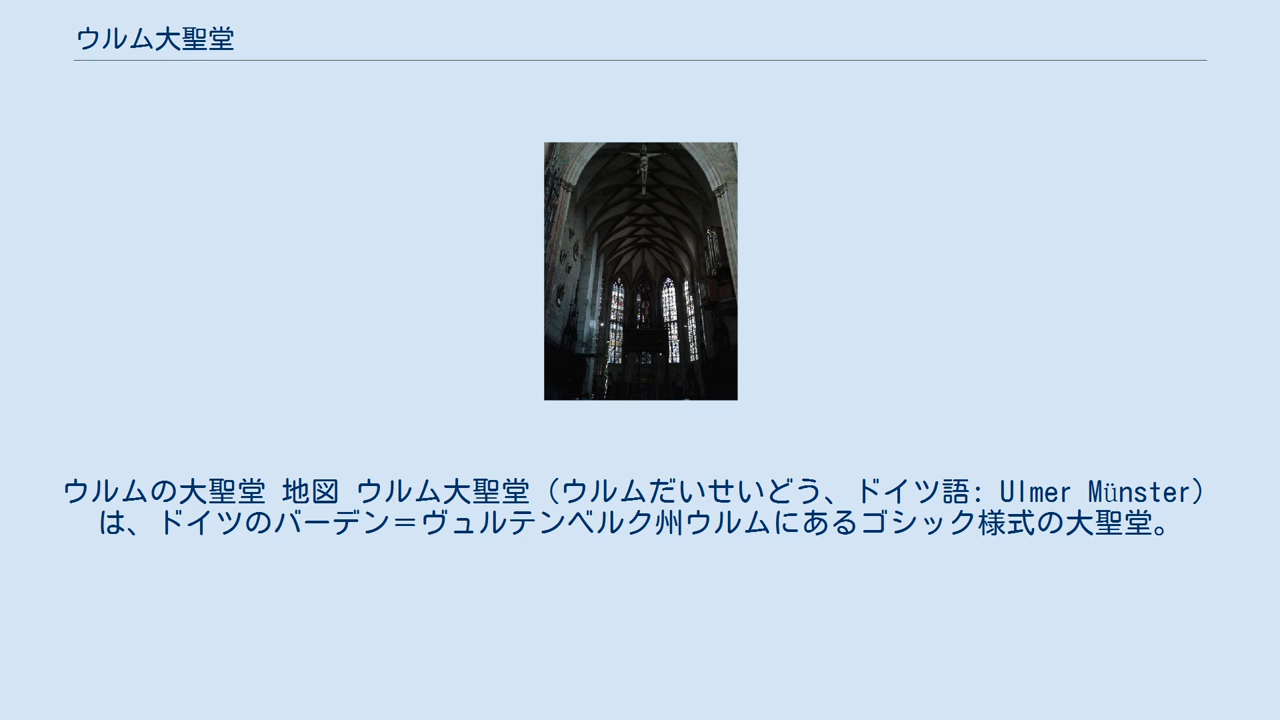 ウルム大聖堂
ウルムの大聖堂 地図 ウルム大聖堂（ウルムだいせいどう、ドイツ語: Ulmer Münster）
は、ドイツのバーデン＝ヴュルテンベルク州ウルムにあるゴシック様式の大聖堂。